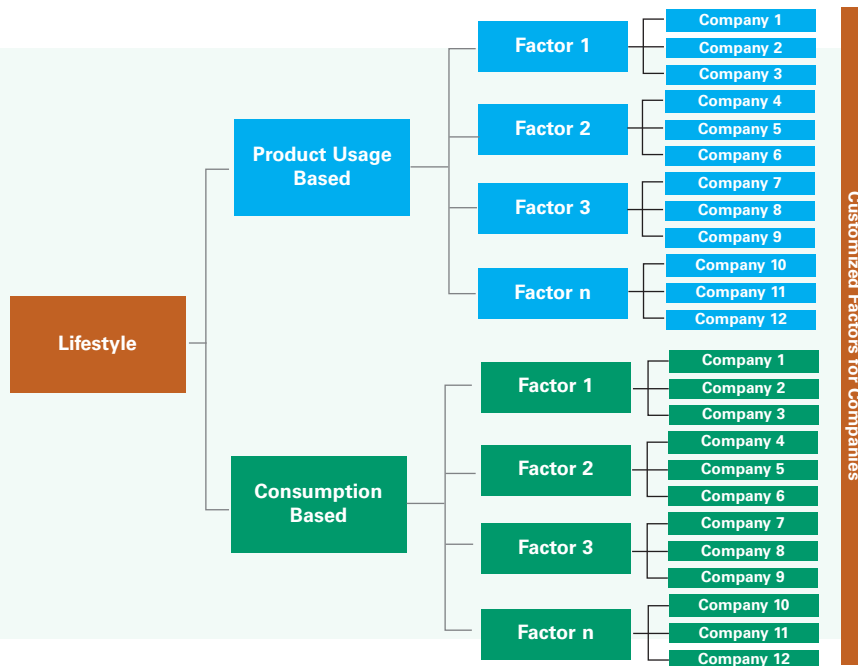 Lifestyle
Product Usage
Based
Factor 1
Company 1
Company 2
Company 3
Factor 2
Company 4
Company 5
Company 6
Factor 3
Company 7
Company 8
Company 9
Factor n
Company 10
Company 11
Company 12
Consumption
Based
Factor 1
Company 1
Company 2
Company 3
Factor 2
Company 4
Company 5
Company 6
Factor 3
Company 7
Company 8
Company 9
Factor n
Company 10
Company 11
Company 12
Customized Factors for Companies